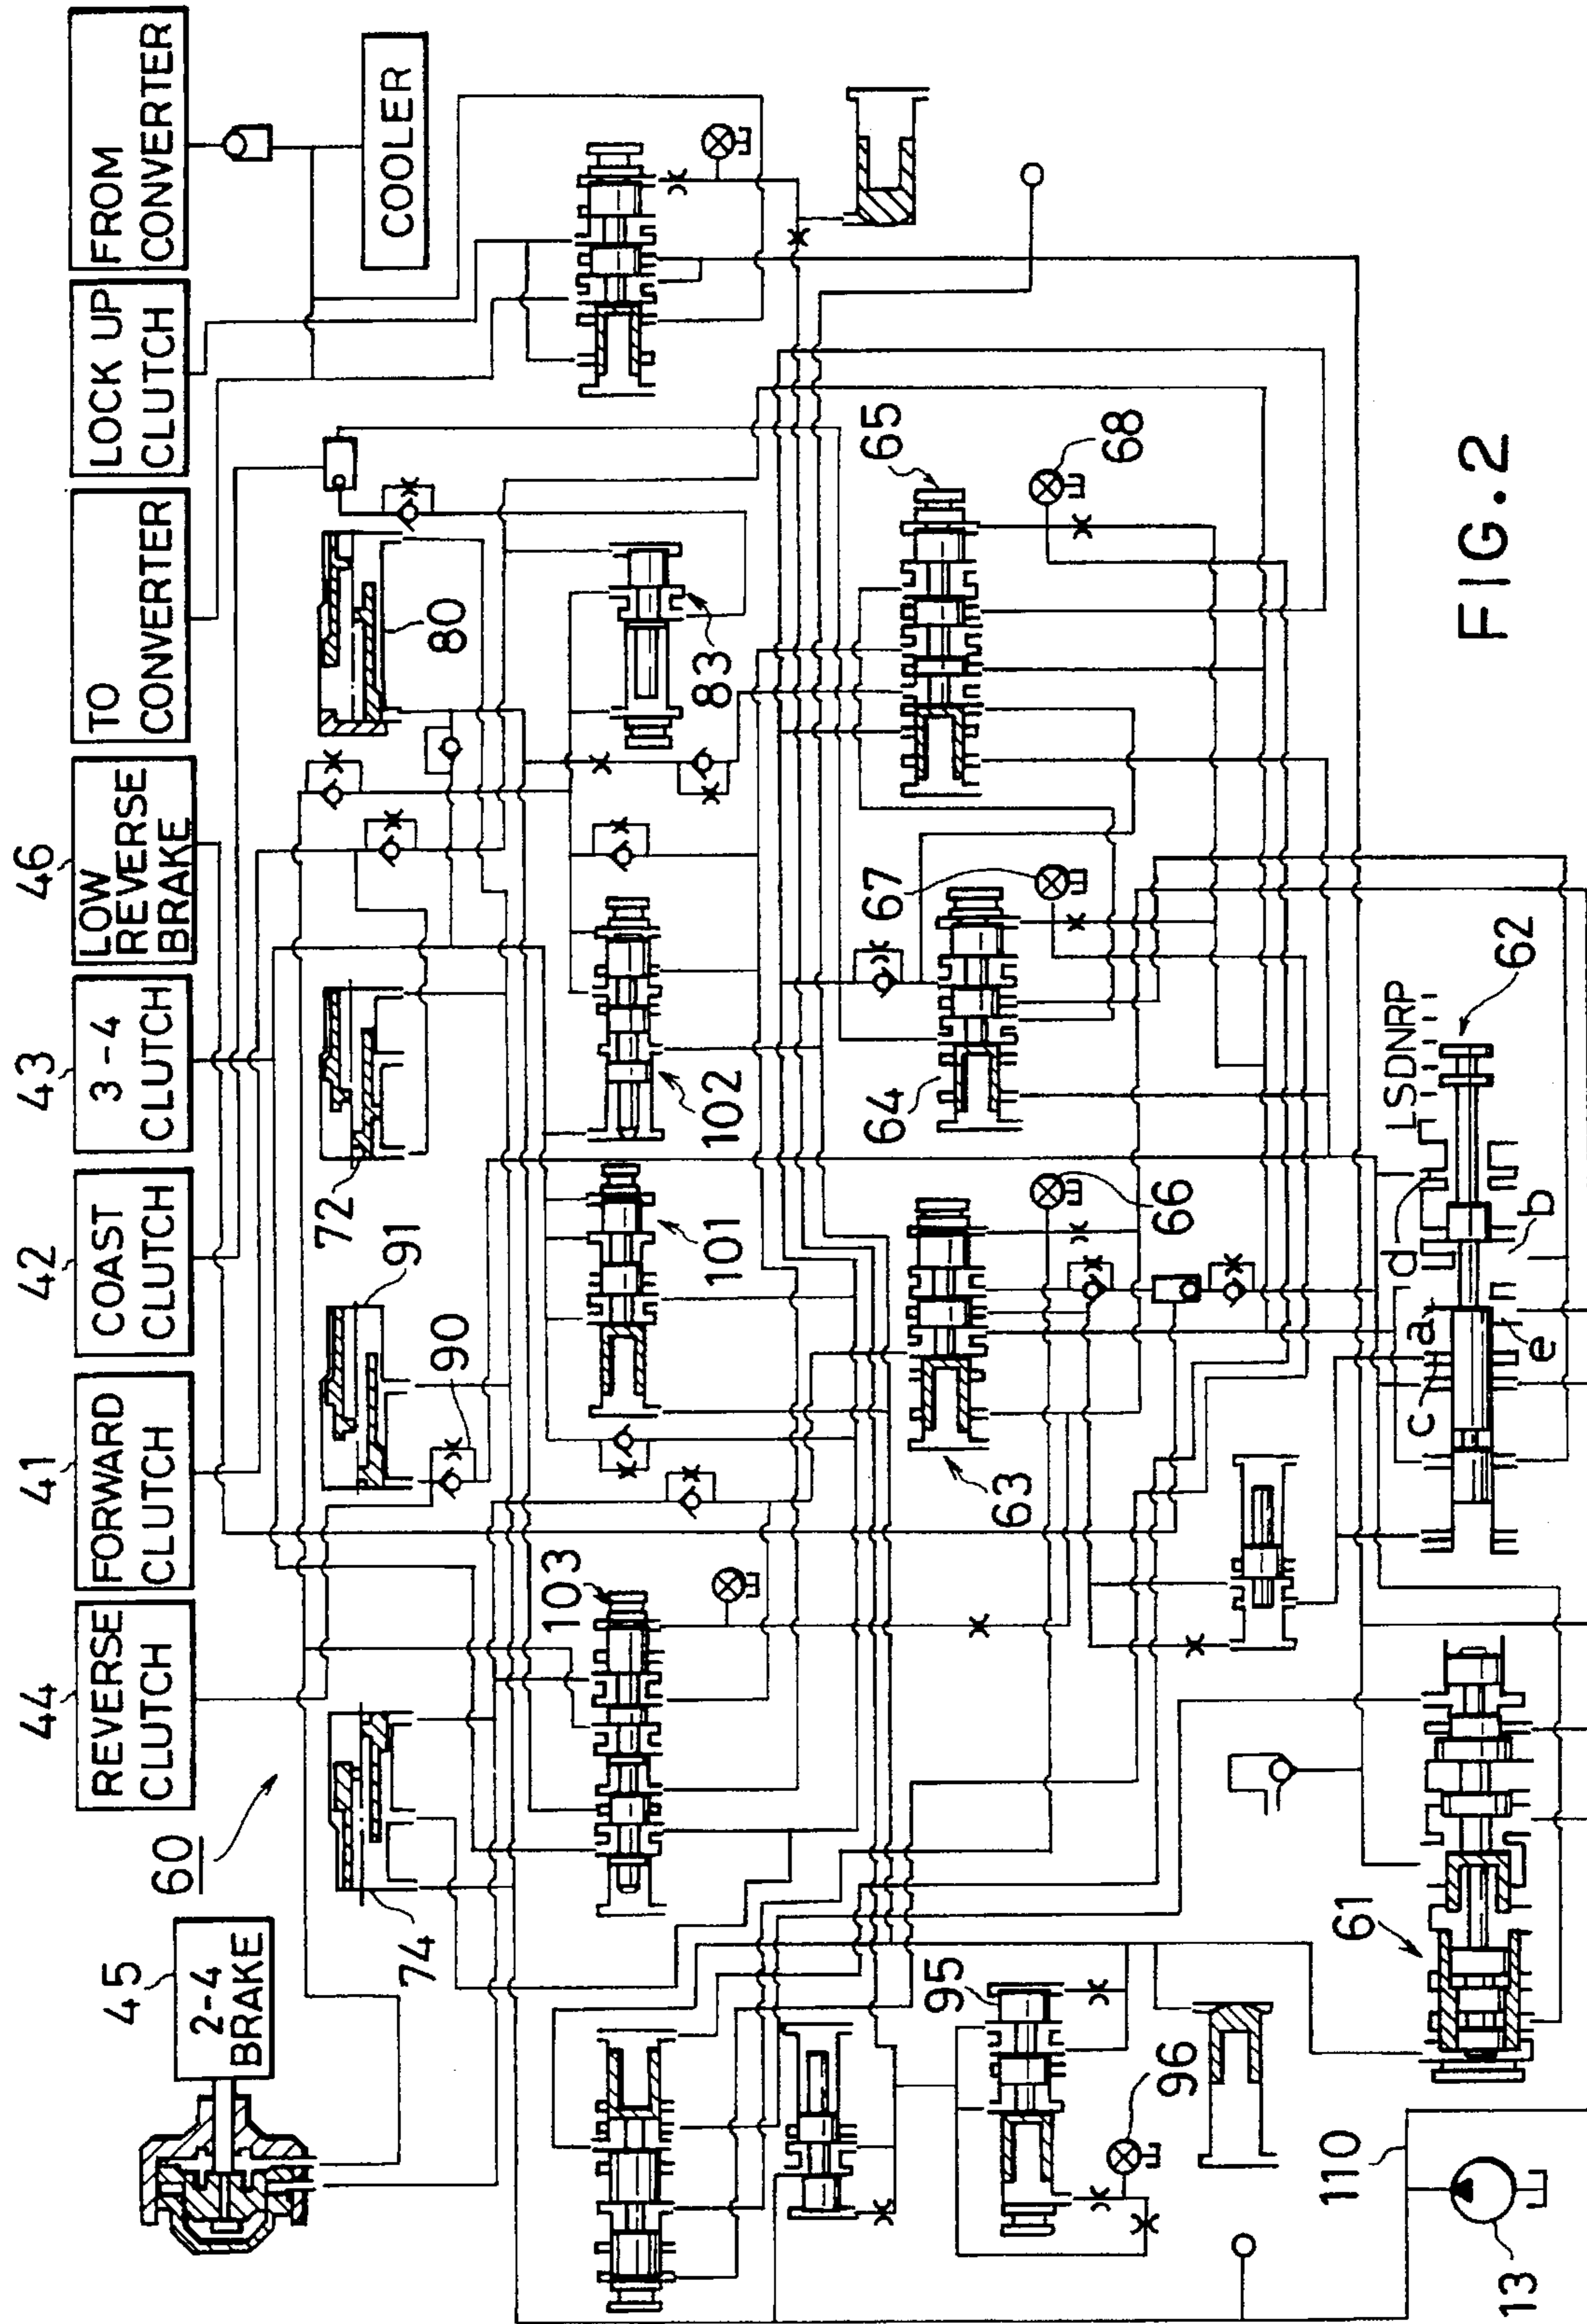 45
2-4
BRAKE
60
44
REVERSE
CLUTCH
41
FORWARD
CLUTCH
42
COAST
CLUTCH
43
3-4
CLUTCH
46
LOW
REVERSE
BRAKE
TO
CONVERTER
LOCK UP
CLUTCH
FROM
CONVERTER
COOLER
74
91
90
72
80
103
101
102
83
95
96
63
66
64
67
65
68
110
13
61
LSDNRP
62
a
b
c
d
e
FIG.2